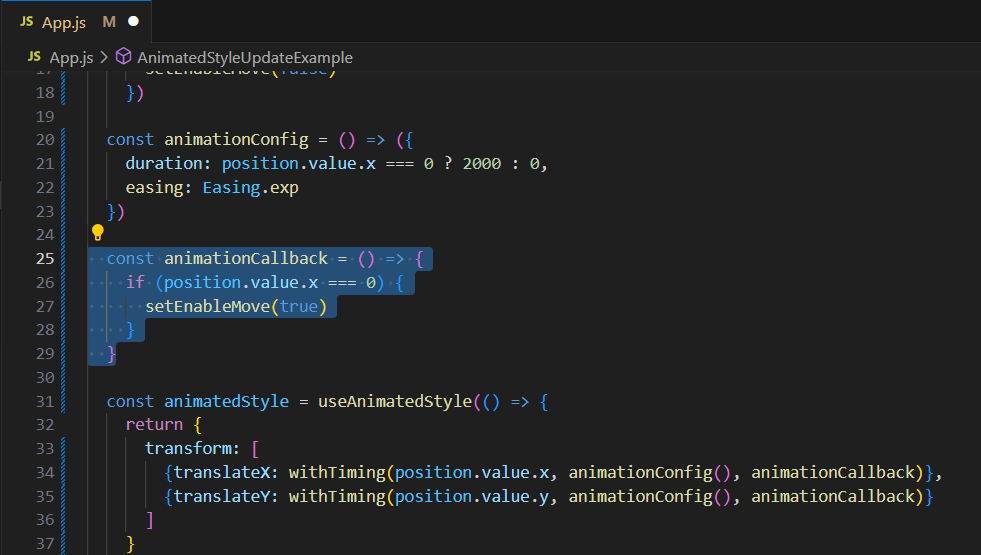 JS App.js M
JS App.js > AnimatedStyleUpdateExample
17 setEnableMove(false)
18 })
19
20 const animationConfig = () => ({
21 duration: position.value.x === 0 ? 2000 : 0,
22 easing: Easing.exp
23 })
24
25 const animationCallback = () => {
26 if (position.value.x === 0) {
27 setEnableMove(true)
28 }
29 }
30
31 const animatedStyle = useAnimatedStyle(() => {
32 return {
33 transform: [
34 {translateX: withTiming(position.value.x, animationConfig(), animationCallback)},
35 {translateY: withTiming(position.value.y, animationConfig(), animationCallback)}
36 ]
37 }